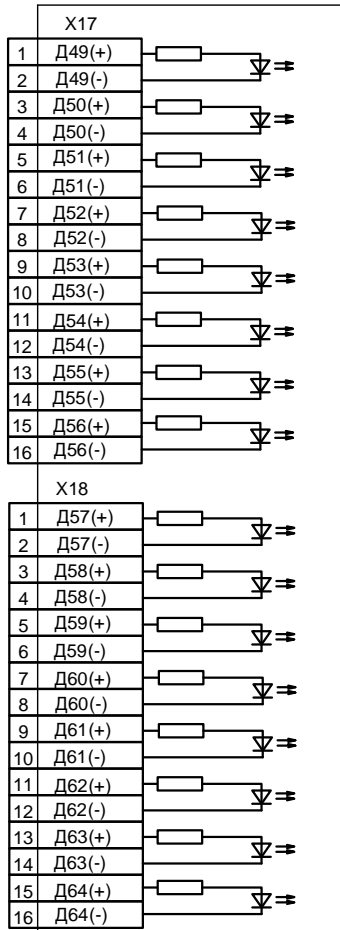 X17
1 Д49(+)
2 Д49(-)
3 Д50(+)
4 Д50(-)
5 Д51(+)
6 Д51(-)
7 Д52(+)
8 Д52(-)
9 Д53(+)
10 Д53(-)
11 Д54(+)
12 Д54(-)
13 Д55(+)
14 Д55(-)
15 Д56(+)
16 Д56(-)
X18
1 Д57(+)
2 Д57(-)
3 Д58(+)
4 Д58(-)
5 Д59(+)
6 Д59(-)
7 Д60(+)
8 Д60(-)
9 Д61(+)
10 Д61(-)
11 Д62(+)
12 Д62(-)
13 Д63(+)
14 Д63(-)
15 Д64(+)
16 Д64(-)